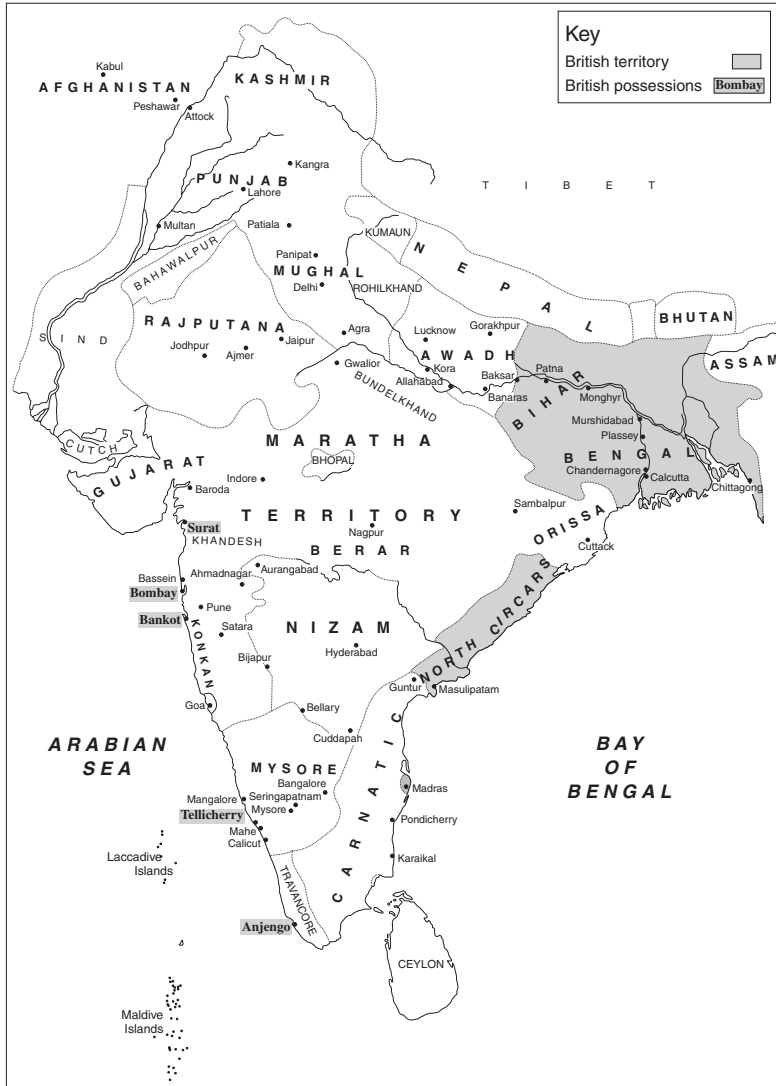 Key
British territory
British possessions Bombay
Kabul
AFGHANISTAN
KASHMIR
Peshawar
Attock
Kangra
PUNJAB
Lahore
TIBET
Multan
Patiala
KUMAUN
NEPAL
BAHAWALPUR
Panipat
MUGHAL
Delhi
ROHILKHAND
SIND
RAJPUTANA
BHUTAN
Jodhpur
Ajmer
Jaipur
Agra
Lucknow
Gorakhpur
AWADH
ASSAM
Gwalior
Kora
Allahabad
Baksar
Banaras
Patna
Monghyr
BUNDELKHAND
BIHAR
Murshidabad
Plassey
BENGAL
CUTCH
GUJARAT
MARATHA
BHOPAL
Chandernagore
Calcutta
Chittagong
Indore
Baroda
TERRITORY
Sambalpur
Nagpur
ORISSA
Surat
KHANDESH
BERAR
Cuttack
Bassein
Ahmadnagar
Aurangabad
Bombay
Pune
Bankot
Satara
KONKAN
NIZAM
Hyderabad
NORTH CIRCARS
Bijapur
Guntur
Masulipatam
Goa
Bellary
Cuddapah
ARABIAN
SEA
BAY
OF
BENGAL
MYSORE
Bangalore
CARNATIC
Mangalore
Seringapatnam
Mysore
Madras
Tellicherry
Mahe
Calicut
Pondicherry
Karaikal
Laccadive
Islands
TRAVANCORE
Anjengo
CEYLON
Maldive
Islands